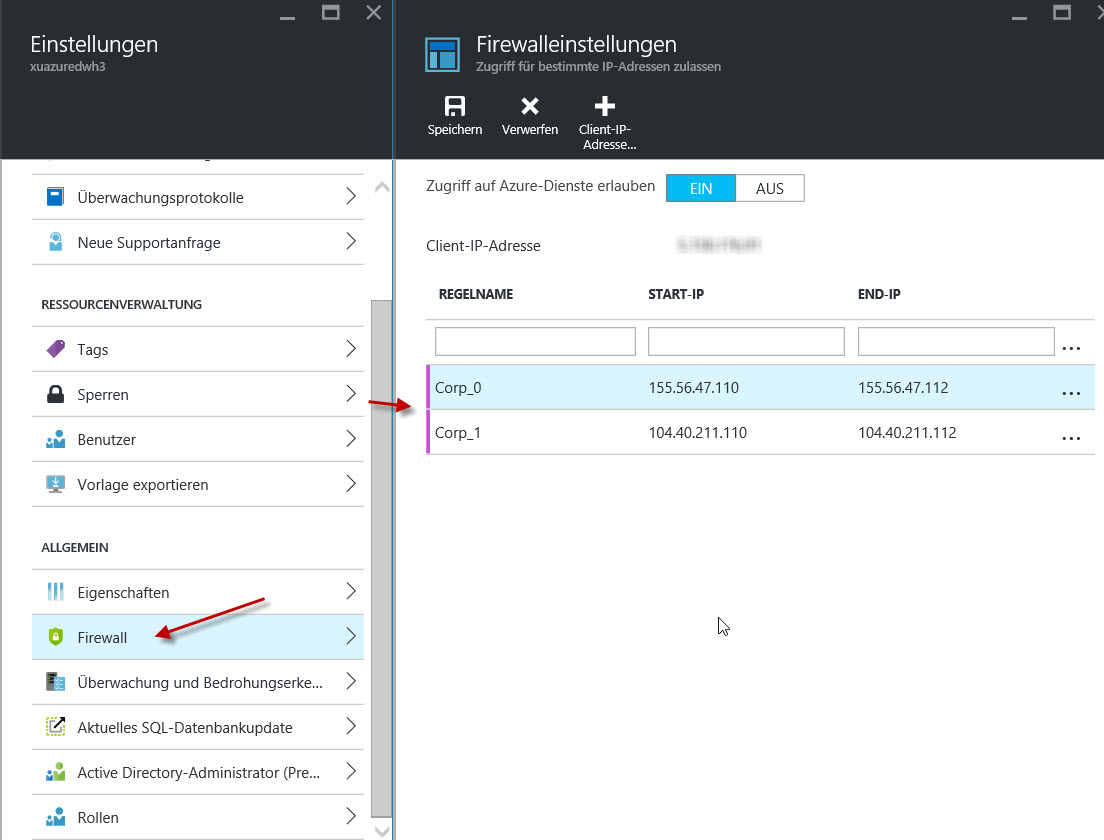 Einstellungen
xuazuredwh3
Überwachungsprotokolle
Neue Supportanfrage
RESSOURCENVERWALTUNG
Tags
Sperren
Benutzer
Vorlage exportieren
ALLGEMEIN
Eigenschaften
Firewall
Überwachung und Bedrohungserke...
Aktuelles SQL-Datenbankupdate
Active Directory-Administrator (Pre...
Rollen
Firewalleinstellungen
Zugriff für bestimmte IP-Adressen zulassen
Speichern Verwerfen Client-IP-
Adresse...
Zugriff auf Azure-Dienste erlauben EIN AUS
Client-IP-Adresse
REGELNAME START-IP END-IP
...
Corp_0 155.56.47.110 155.56.47.112 ...
Corp_1 104.40.211.110 104.40.211.112 ...